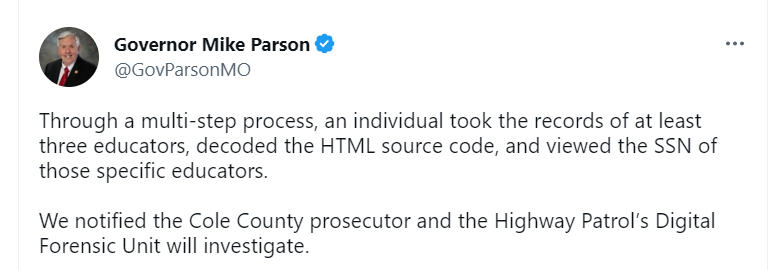 Governor Mike Parson
@GovParsonMO
Through a multi-step process, an individual took the records of at least
three educators, decoded the HTML source code, and viewed the SSN of
those specific educators.
We notified the Cole County prosecutor and the Highway Patrol’s Digital
Forensic Unit will investigate.